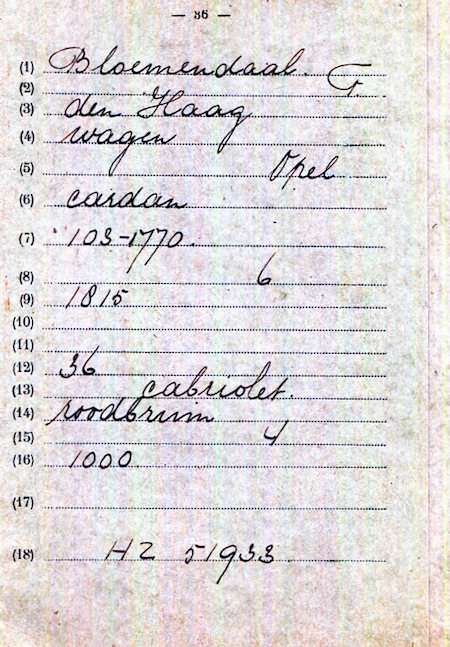 — 36 —
(1) Bloemendaal. F.
(2)
(3) den Haag
(4) wagen
(5) Opel
(6) cardan
(7) 103-1770.
(8) 6
(9) 1815
(10)
(11)
(12) 36
(13) cabriolet.
(14) roodbruin
(15) 4
(16) 1000
(17)
(18) HZ 51933